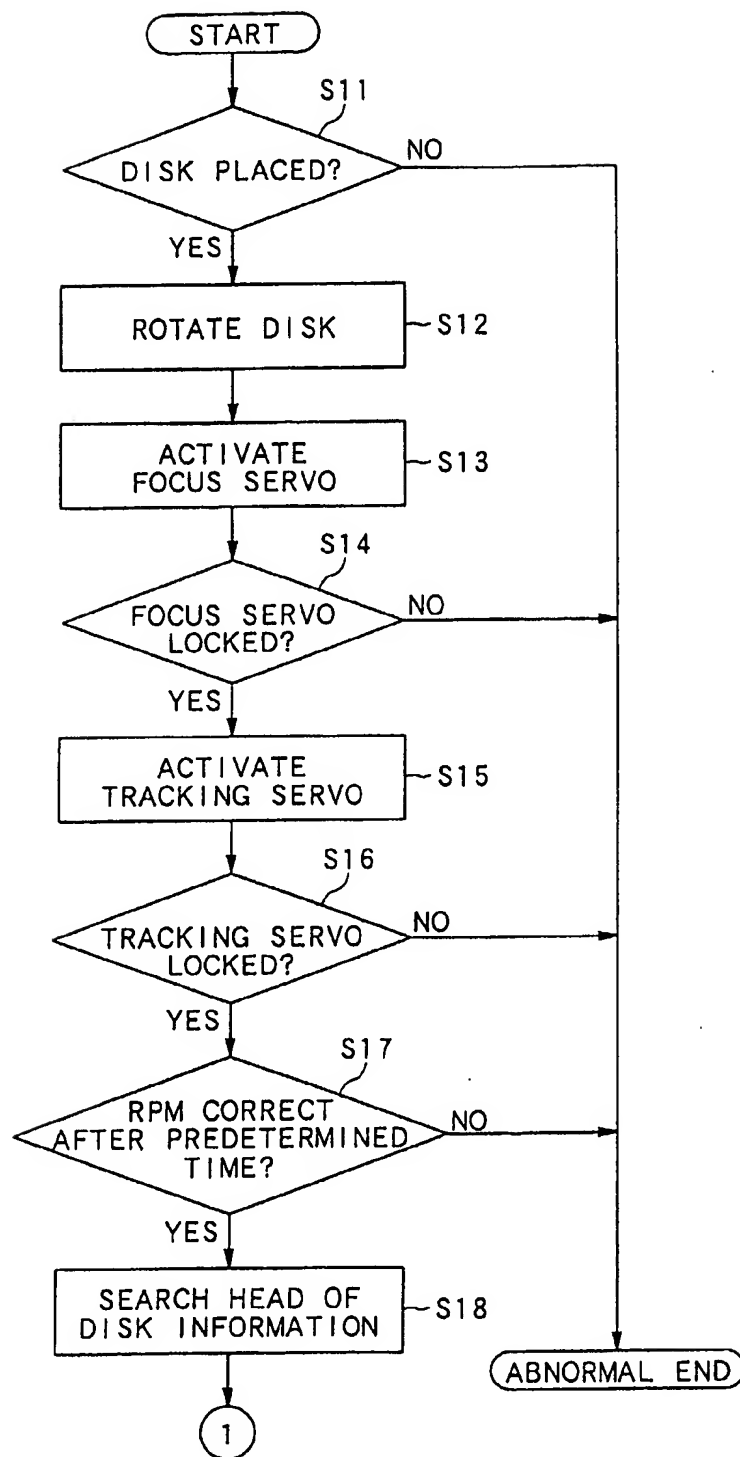 START
S11
DISK PLACED?
NO
YES
ROTATE DISK
S12
ACTIVATE
FOCUS SERVO
S13
S14
FOCUS SERVO
LOCKED?
NO
YES
ACTIVATE
TRACKING SERVO
S15
S16
TRACKING SERVO
LOCKED?
NO
YES
S17
RPM CORRECT
AFTER PREDETERMINED
TIME?
NO
YES
SEARCH HEAD OF
DISK INFORMATION
S18
ABNORMAL END
1